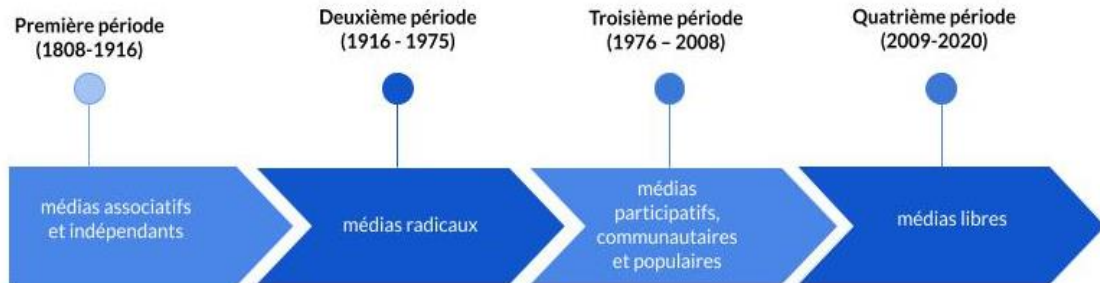 Première période
(1808-1916)
Deuxième période
(1916 - 1975)
Troisième période
(1976 – 2008)
Quatrième période
(2009-2020)
médias associatifs
et indépendants
médias radicaux
médias
participatifs,
communautaires
et populaires
médias libres